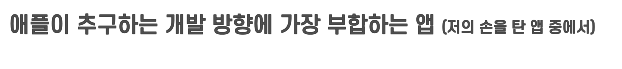 애플이 추구하는 개발 방향에 가장 부합하는 앱 (저의 손을 탄 앱 중에서)